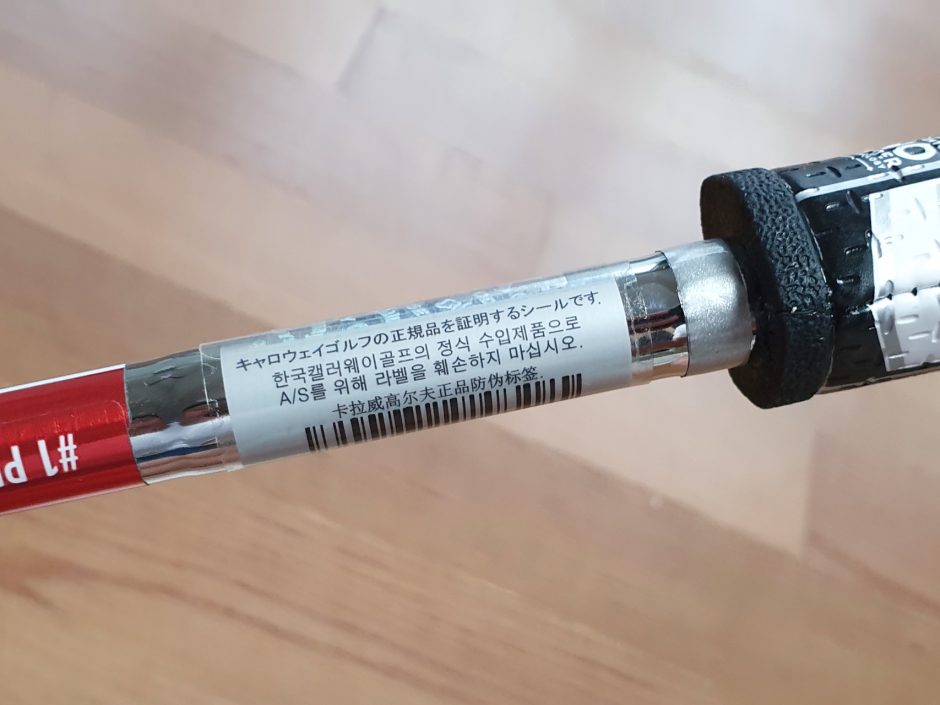 キャロウェイゴルフの正規品を証明するシールです.
한국캘러웨이골프의 정식 수입제품으로
A/S를 위해 라벨을 훼손하지 마십시오.
卡拉威高尔夫正品防伪标签.
#1